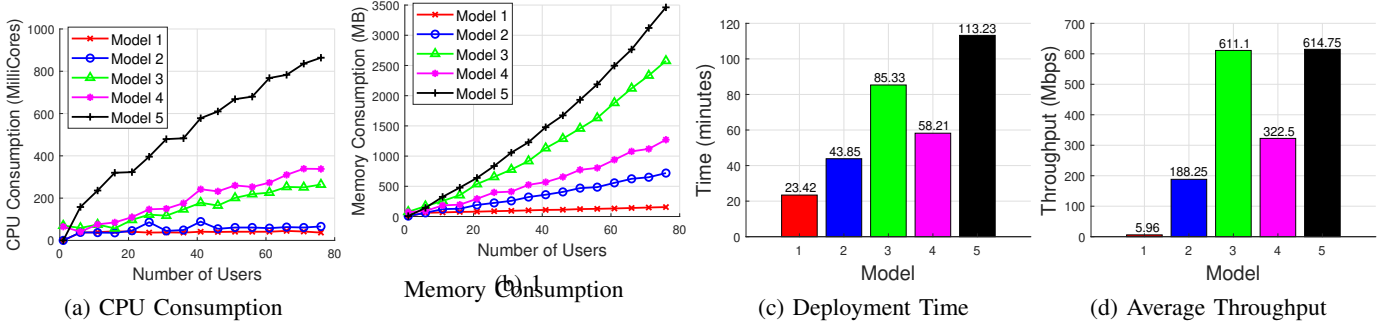 CPU Consumption (MilliCores)
1000
800
600
400
200
0
Model 1
Model 2
Model 3
Model 4
Model 5
0 20 40 60 80
Number of Users
(a) CPU Consumption
Memory Consumption (MB)
3500
3000
2500
2000
1500
1000
500
0
Model 1
Model 2
Model 3
Model 4
Model 5
0 20 40 60 80
Number of Users
(b) 1
Memory Consumption
Time (minutes)
120
100
80
60
40
20
0
23.42
43.85
85.33
58.21
113.23
1 2 3 4 5
Model
(c) Deployment Time
Throughput (Mbps)
700
600
500
400
300
200
100
0
5.96
188.25
611.1
322.5
614.75
1 2 3 4 5
Model
(d) Average Throughput